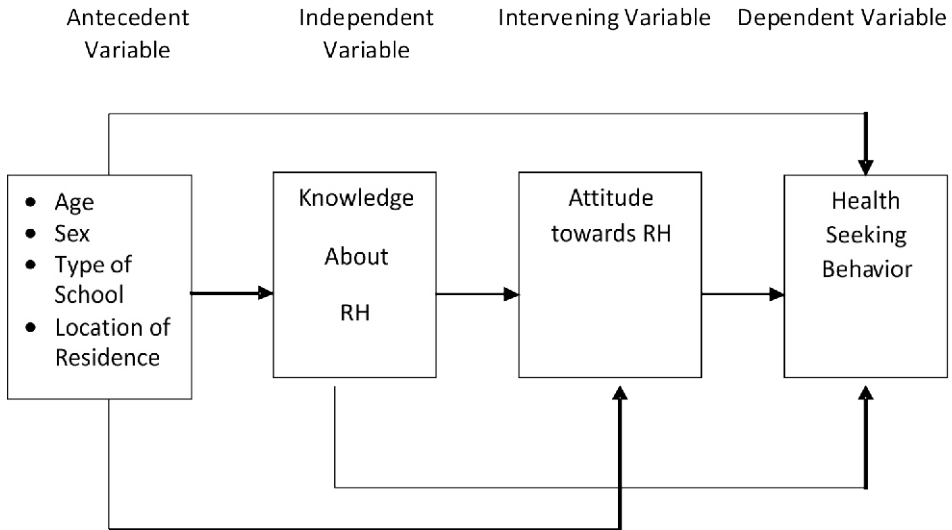 Antecedent
Variable
Independent
Variable
Intervening Variable
Dependent Variable
• Age
• Sex
• Type of
School
• Location of
Residence
Knowledge
About
RH
Attitude
towards RH
Health
Seeking
Behavior